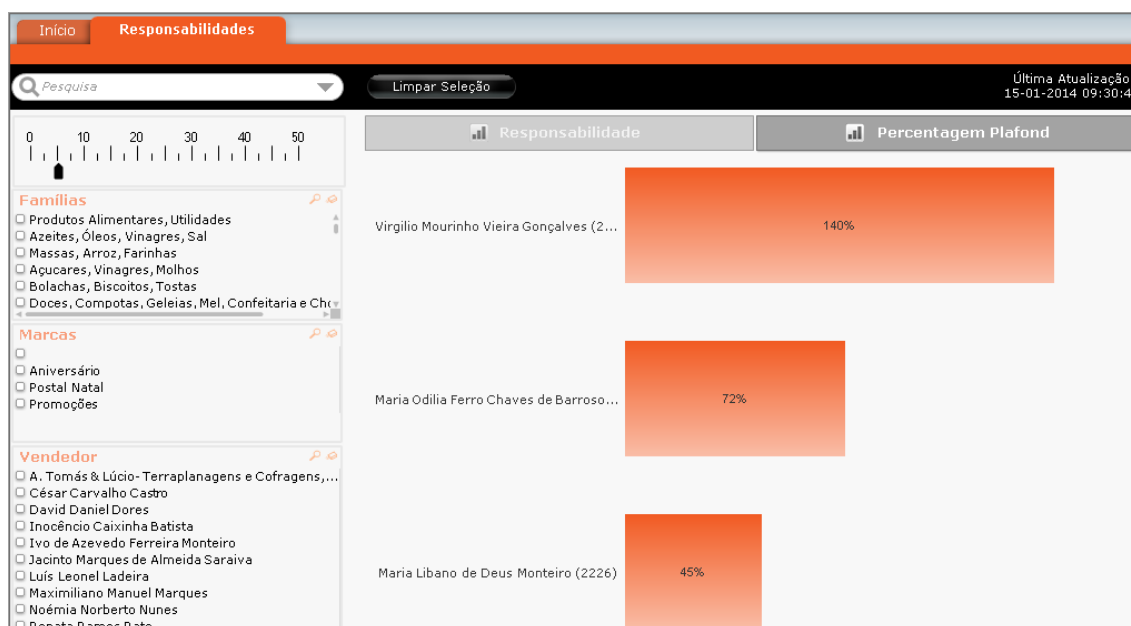 Início
Responsabilidades
Pesquisa
Limpar Seleção
Última Atualização
15-01-2014 09:30:4
0 10 20 30 40 50
Famílias
Produtos Alimentares, Utilidades
Azeites, Óleos, Vinagres, Sal
Massas, Arroz, Farinhas
Açucares, Vinagres, Molhos
Bolachas, Biscoitos, Tostas
Doces, Compotas, Geleias, Mel, Confeitaria e Cho
Marcas
Aniversário
Postal Natal
Promoções
Vendedor
A. Tomás & Lúcio- Terraplanagens e Cofragens,...
César Carvalho Castro
David Daniel Dores
Inocêncio Caixinha Batista
Ivo de Azevedo Ferreira Monteiro
Jacinto Marques de Almeida Saraiva
Luís Leonel Ladeira
Maximiliano Manuel Marques
Noémia Norberto Nunes
Responsabilidade
Percentagem Plafond
Virgilio Mourinho Vieira Gonçalves (2...
140%
Maria Odilia Ferro Chaves de Barroso...
72%
Maria Libano de Deus Monteiro (2226)
45%